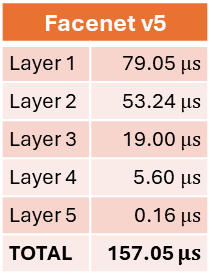 Facenet v5
Layer 1 79.05 µs
Layer 2 53.24 µs
Layer 3 19.00 µs
Layer 4 5.60 µs
Layer 5 0.16 µs
TOTAL 157.05 µs